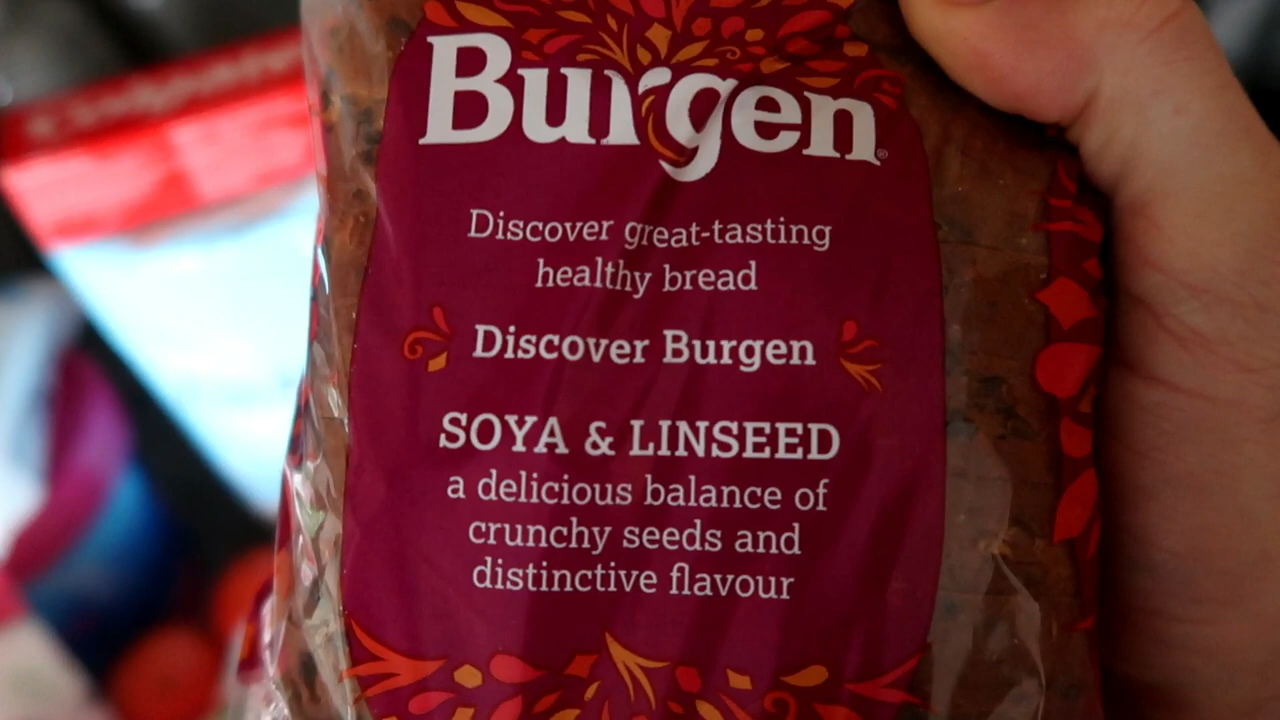 Burgen®
Discover great-tasting
healthy bread
Discover Burgen
SOYA & LINSEED
a delicious balance of
crunchy seeds and
distinctive flavour